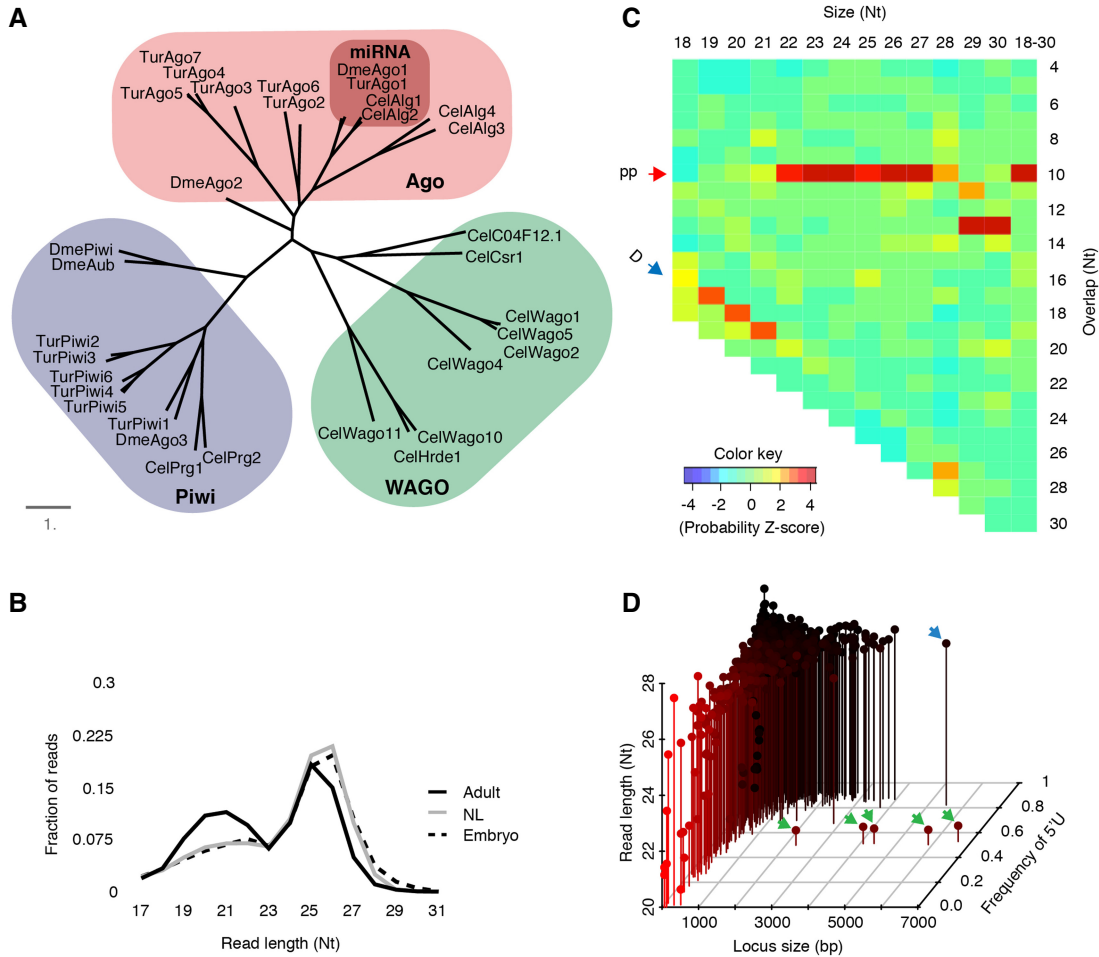 A
TurAgo7
TurAgo4
TurAgo5
TurAgo3
TurAgo6
TurAgo2
miRNA
DmeAgo1
TurAgo1
CelAlg1
CelAlg2
CelAlg4
CelAlg3
DmeAgo2
Ago
DmePiwi
DmeAub
CelC04F12.1
CelCsr1
CelWago1
CelWago5
CelWago2
CelWago4
TurPiwi2
TurPiwi3
TurPiwi6
TurPiwi4
TurPiwi5
TurPiwi1
DmeAgo3
CelPrg1
CelPrg2
CelWago11
CelWago10
CelHrde1
Piwi
WAGO
1.
C
Size (Nt)
18 19 20 21 22 23 24 25 26 27 28 29 30 18-30
4
6
8
pp
10
12
14
D
16
18
20
22
24
26
28
30
Overlap (Nt)
Color key
-4 -2 0 2 4
(Probability Z-score)
B
0.3
0.225
0.15
0.075
0
Fraction of reads
17 19 21 23 25 27 29 31
Read length (Nt)
Adult
NL
Embryo
D
28
26
24
22
20
Read length (Nt)
1000 3000 5000 7000
Locus size (bp)
0.0
0.2
0.4
0.6
0.8
1
Frequency of 5'U